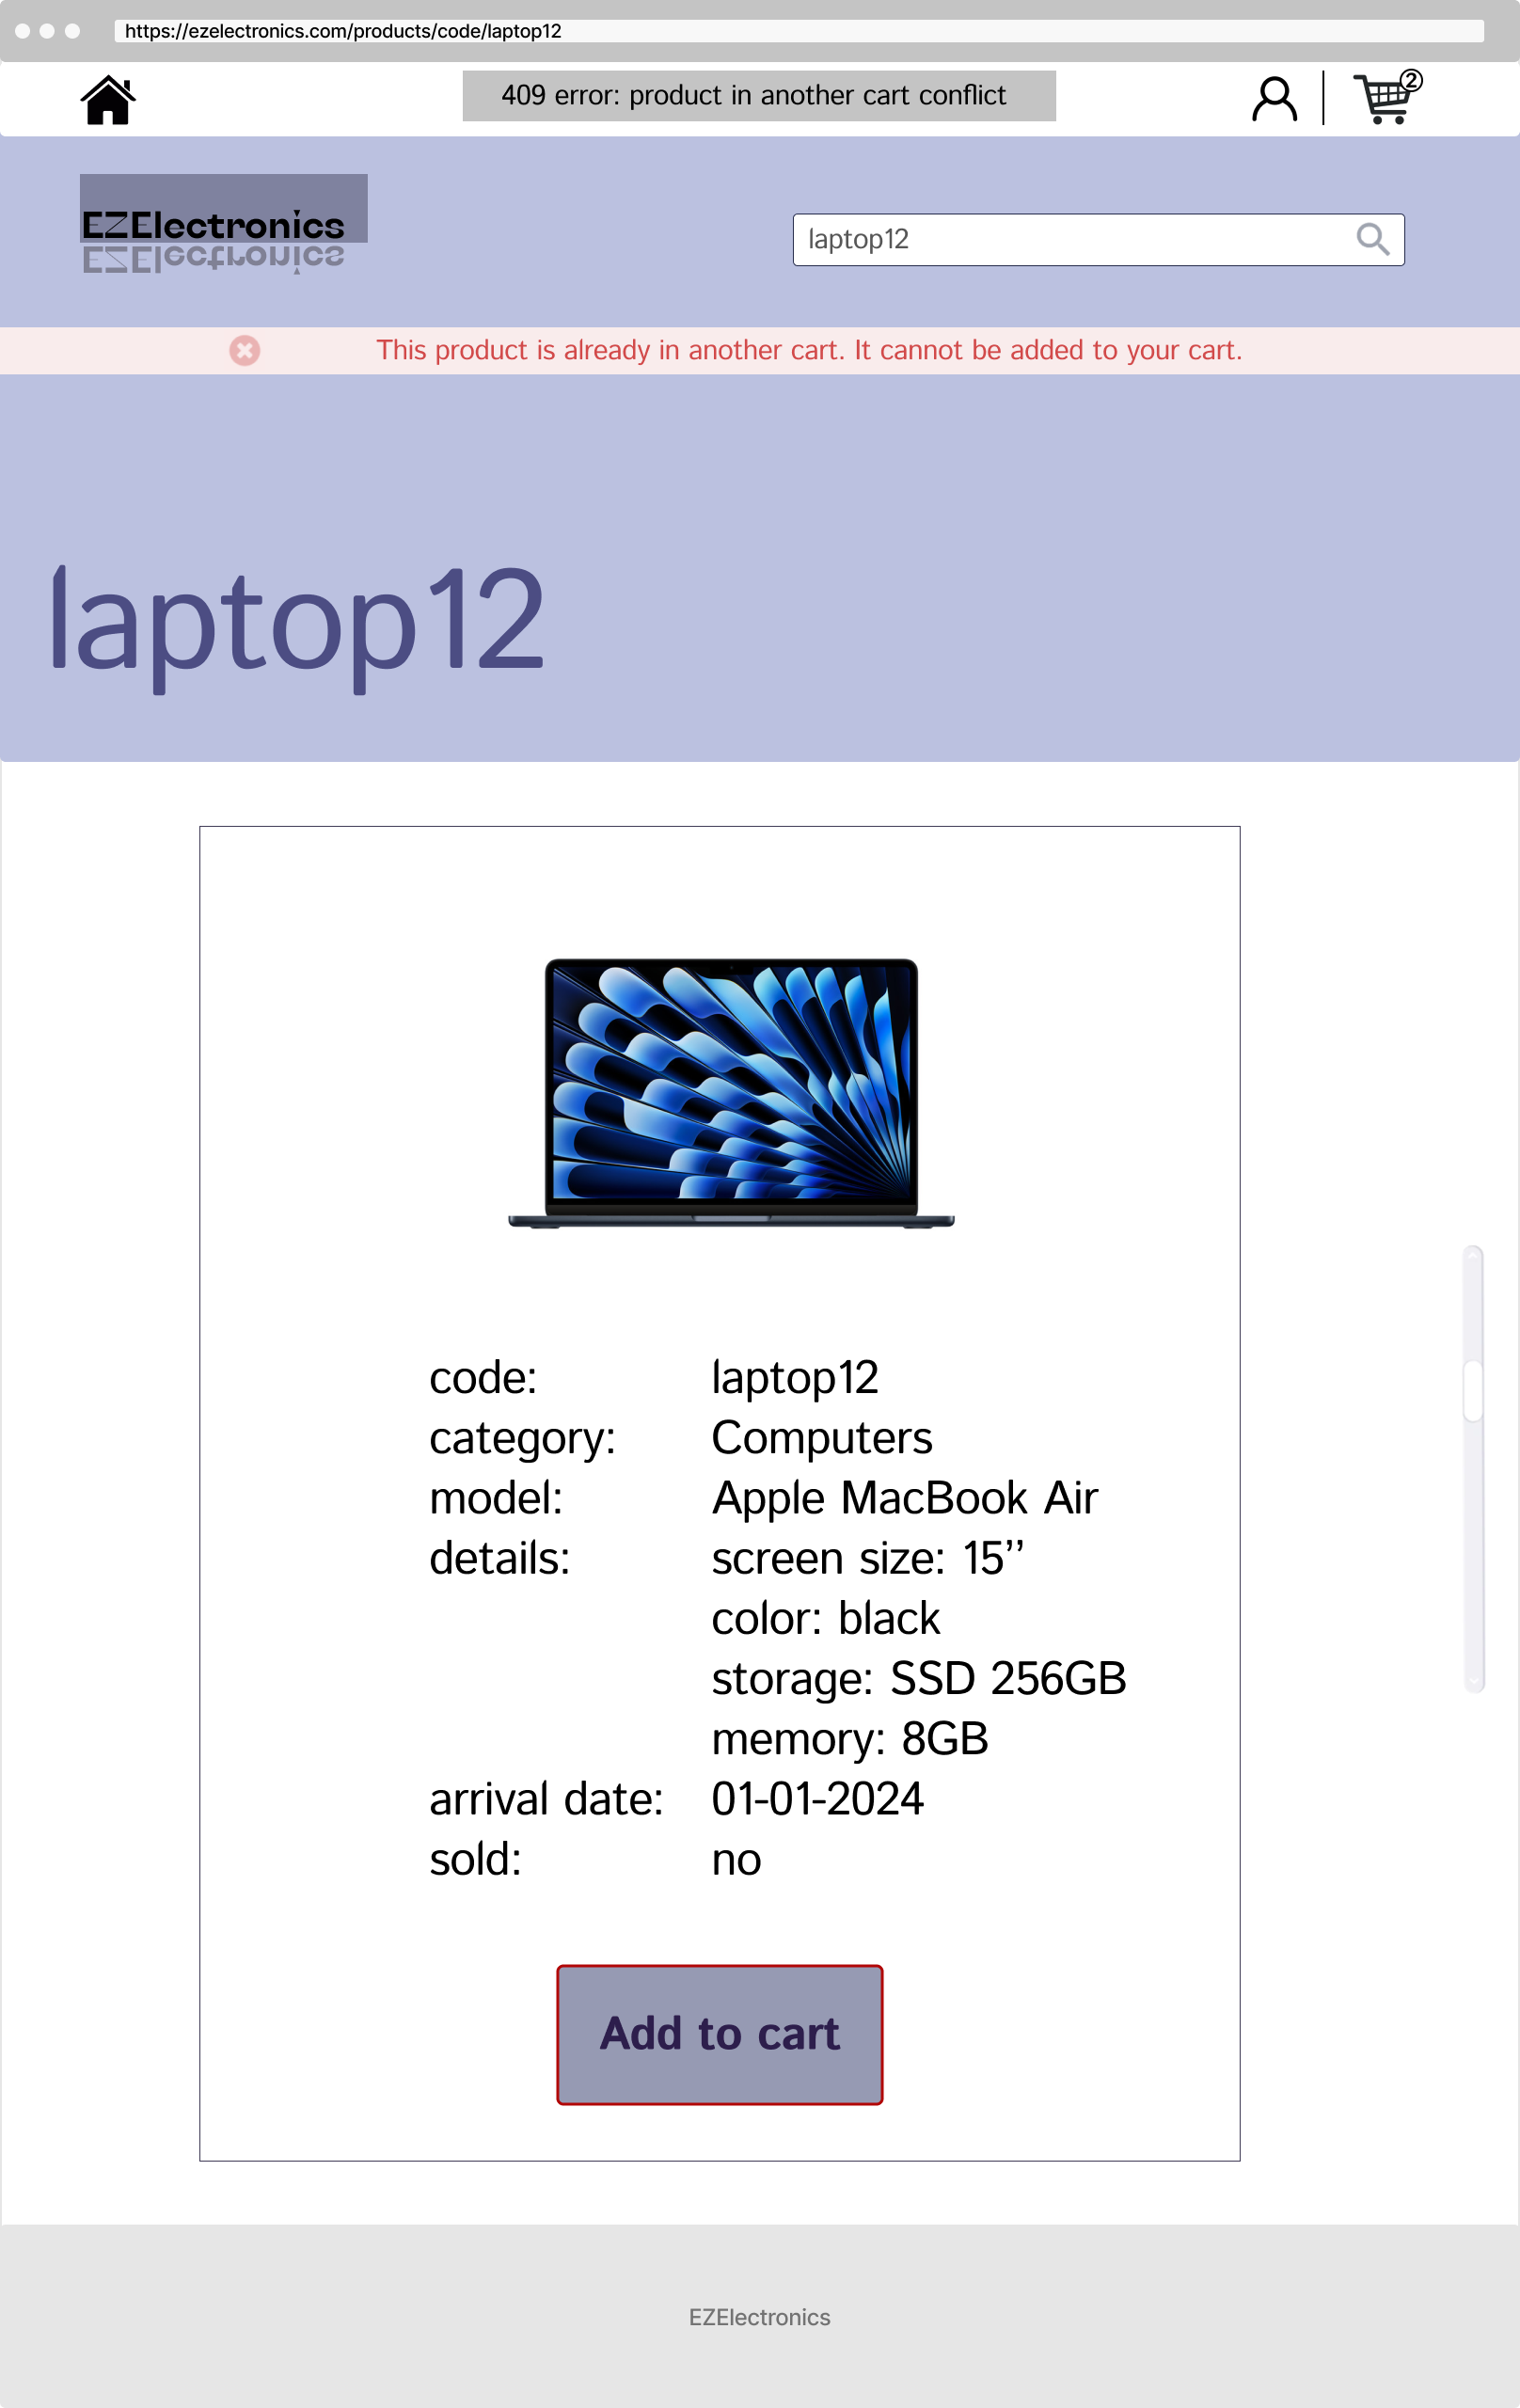 https://ezelectronics.com/products/code/laptop12
409 error: product in another cart conflict
2
EZElectronics
EZElectronics
laptop12
This product is already in another cart. It cannot be added to your cart.
laptop12
code: laptop12
category: Computers
model: Apple MacBook Air
details: screen size: 15’’
color: black
storage: SSD 256GB
memory: 8GB
arrival date: 01-01-2024
sold: no
Add to cart
EZElectronics